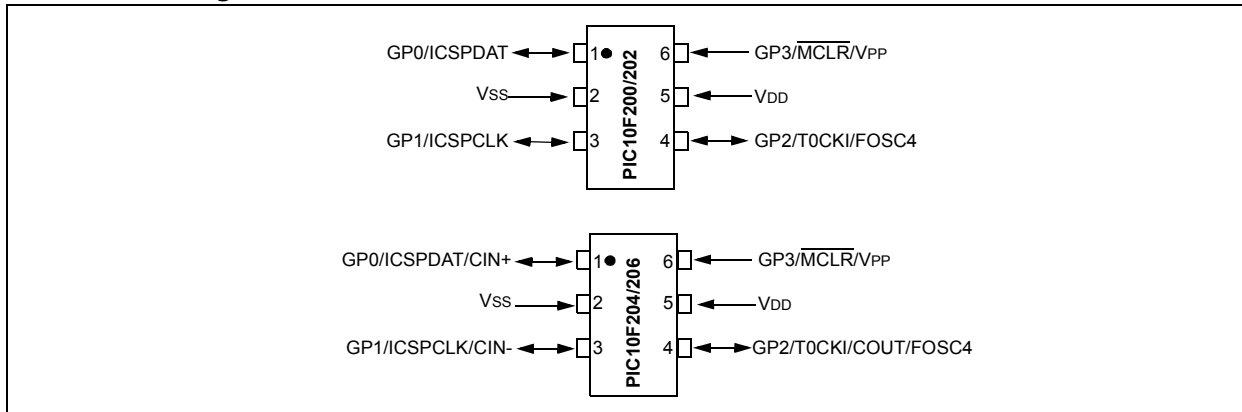 GP0/ICSPDAT 1 6 GP3/MCLR/VPP
VSS 2 5 VDD
GP1/ICSPCLK 3 4 GP2/T0CKI/FOSC4
PIC10F200/202
GP0/ICSPDAT/CIN+ 1 6 GP3/MCLR/VPP
VSS 2 5 VDD
GP1/ICSPCLK/CIN- 3 4 GP2/T0CKI/COUT/FOSC4
PIC10F204/206